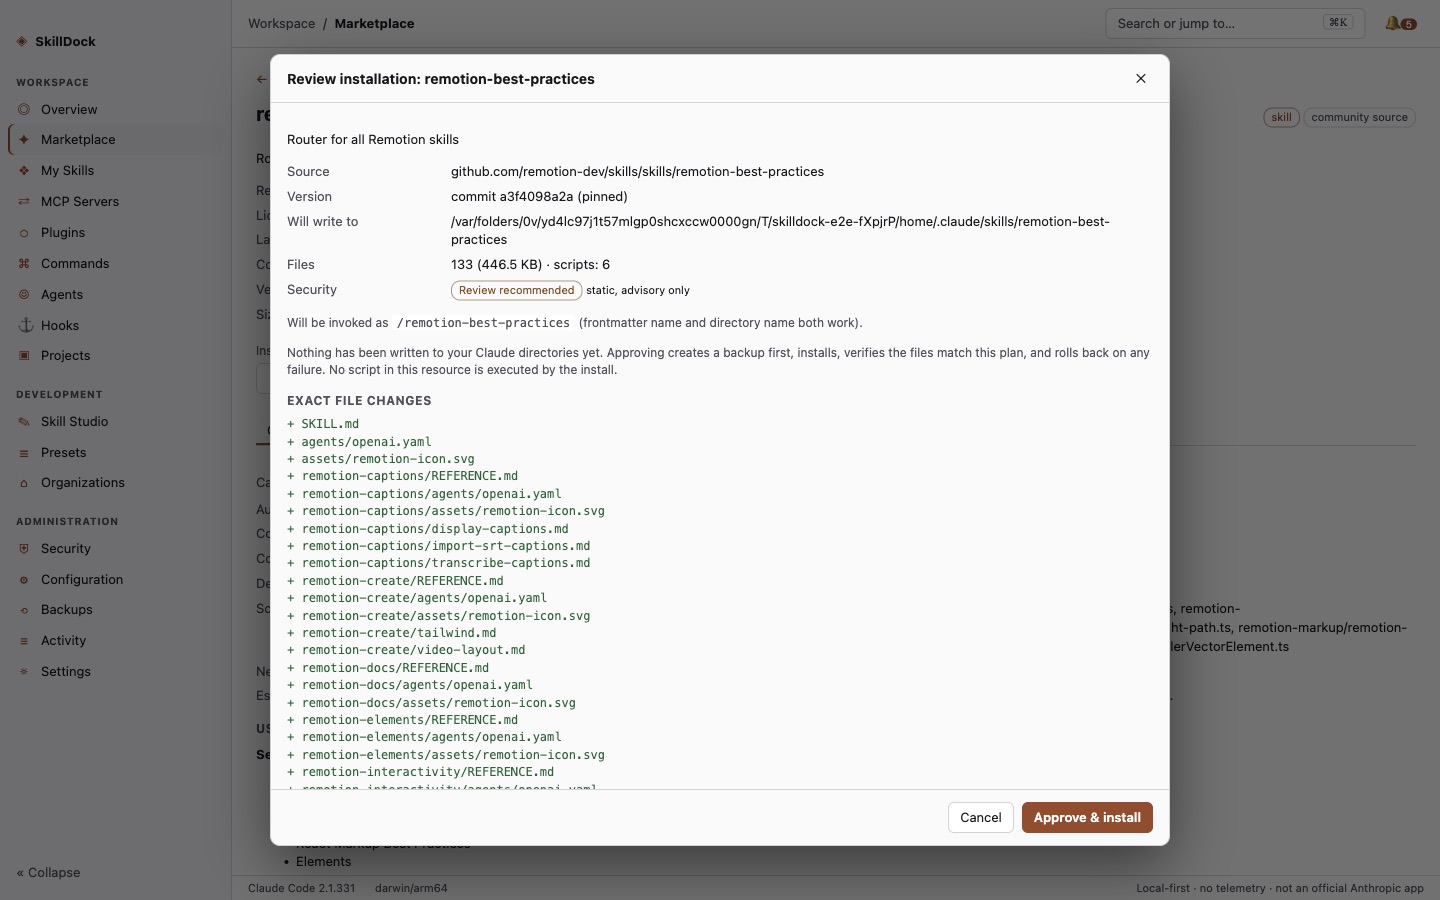 SkillDock
Workspace / Marketplace
Search or jump to…
⌘K
5
WORKSPACE
Overview
Marketplace
My Skills
MCP Servers
Plugins
Commands
Agents
Hooks
Projects
DEVELOPMENT
Skill Studio
Presets
Organizations
ADMINISTRATION
Security
Configuration
Backups
Activity
Settings
« Collapse
skill
community source
Review installation: remotion-best-practices
Router for all Remotion skills
Source github.com/remotion-dev/skills/skills/remotion-best-practices
Version commit a3f4098a2a (pinned)
Will write to /var/folders/0v/yd4lc97j1t57mlgp0shcxccw0000gn/T/skilldock-e2e-fXpjrP/home/.claude/skills/remotion-best-
practices
Files 133 (446.5 KB) · scripts: 6
Security Review recommended static, advisory only
Will be invoked as /remotion-best-practices (frontmatter name and directory name both work).
Nothing has been written to your Claude directories yet. Approving creates a backup first, installs, verifies the files match this plan, and rolls back on any
failure. No script in this resource is executed by the install.
EXACT FILE CHANGES
+ SKILL.md
+ agents/openai.yaml
+ assets/remotion-icon.svg
+ remotion-captions/REFERENCE.md
+ remotion-captions/agents/openai.yaml
+ remotion-captions/assets/remotion-icon.svg
+ remotion-captions/display-captions.md
+ remotion-captions/import-srt-captions.md
+ remotion-captions/transcribe-captions.md
+ remotion-create/REFERENCE.md
+ remotion-create/agents/openai.yaml
+ remotion-create/assets/remotion-icon.svg
+ remotion-create/tailwind.md
+ remotion-create/video-layout.md
+ remotion-docs/REFERENCE.md
+ remotion-docs/agents/openai.yaml
+ remotion-docs/assets/remotion-icon.svg
+ remotion-elements/REFERENCE.md
+ remotion-elements/agents/openai.yaml
+ remotion-elements/assets/remotion-icon.svg
+ remotion-interactivity/REFERENCE.md
+ remotion-interactivity/agents/openai.yaml
Cancel
Approve & install
s, remotion-
ht-path.ts, remotion-markup/remotion-
lerVectorElement.ts
• Elements
Claude Code 2.1.331 darwin/arm64
Local-first · no telemetry · not an official Anthropic app